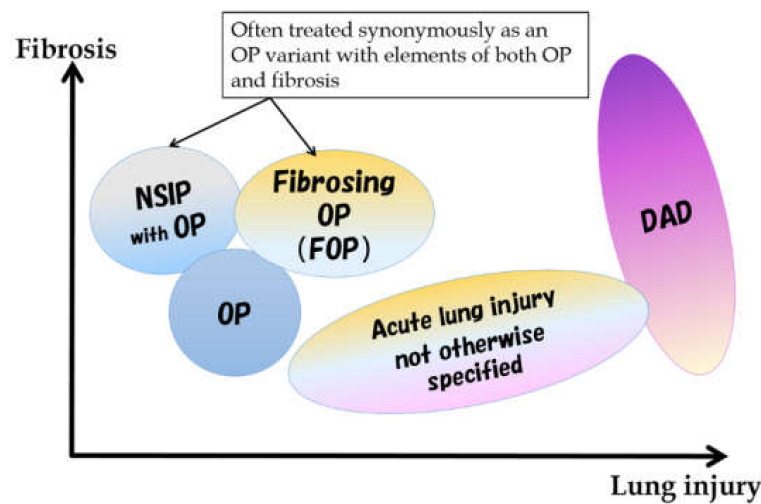 Fibrosis
Often treated synonymously as an
OP variant with elements of both OP
and fibrosis
NSIP
with OP
Fibrosing
OP
(FOP)
OP
Acute lung injury
not otherwise
specified
DAD
Lung injury